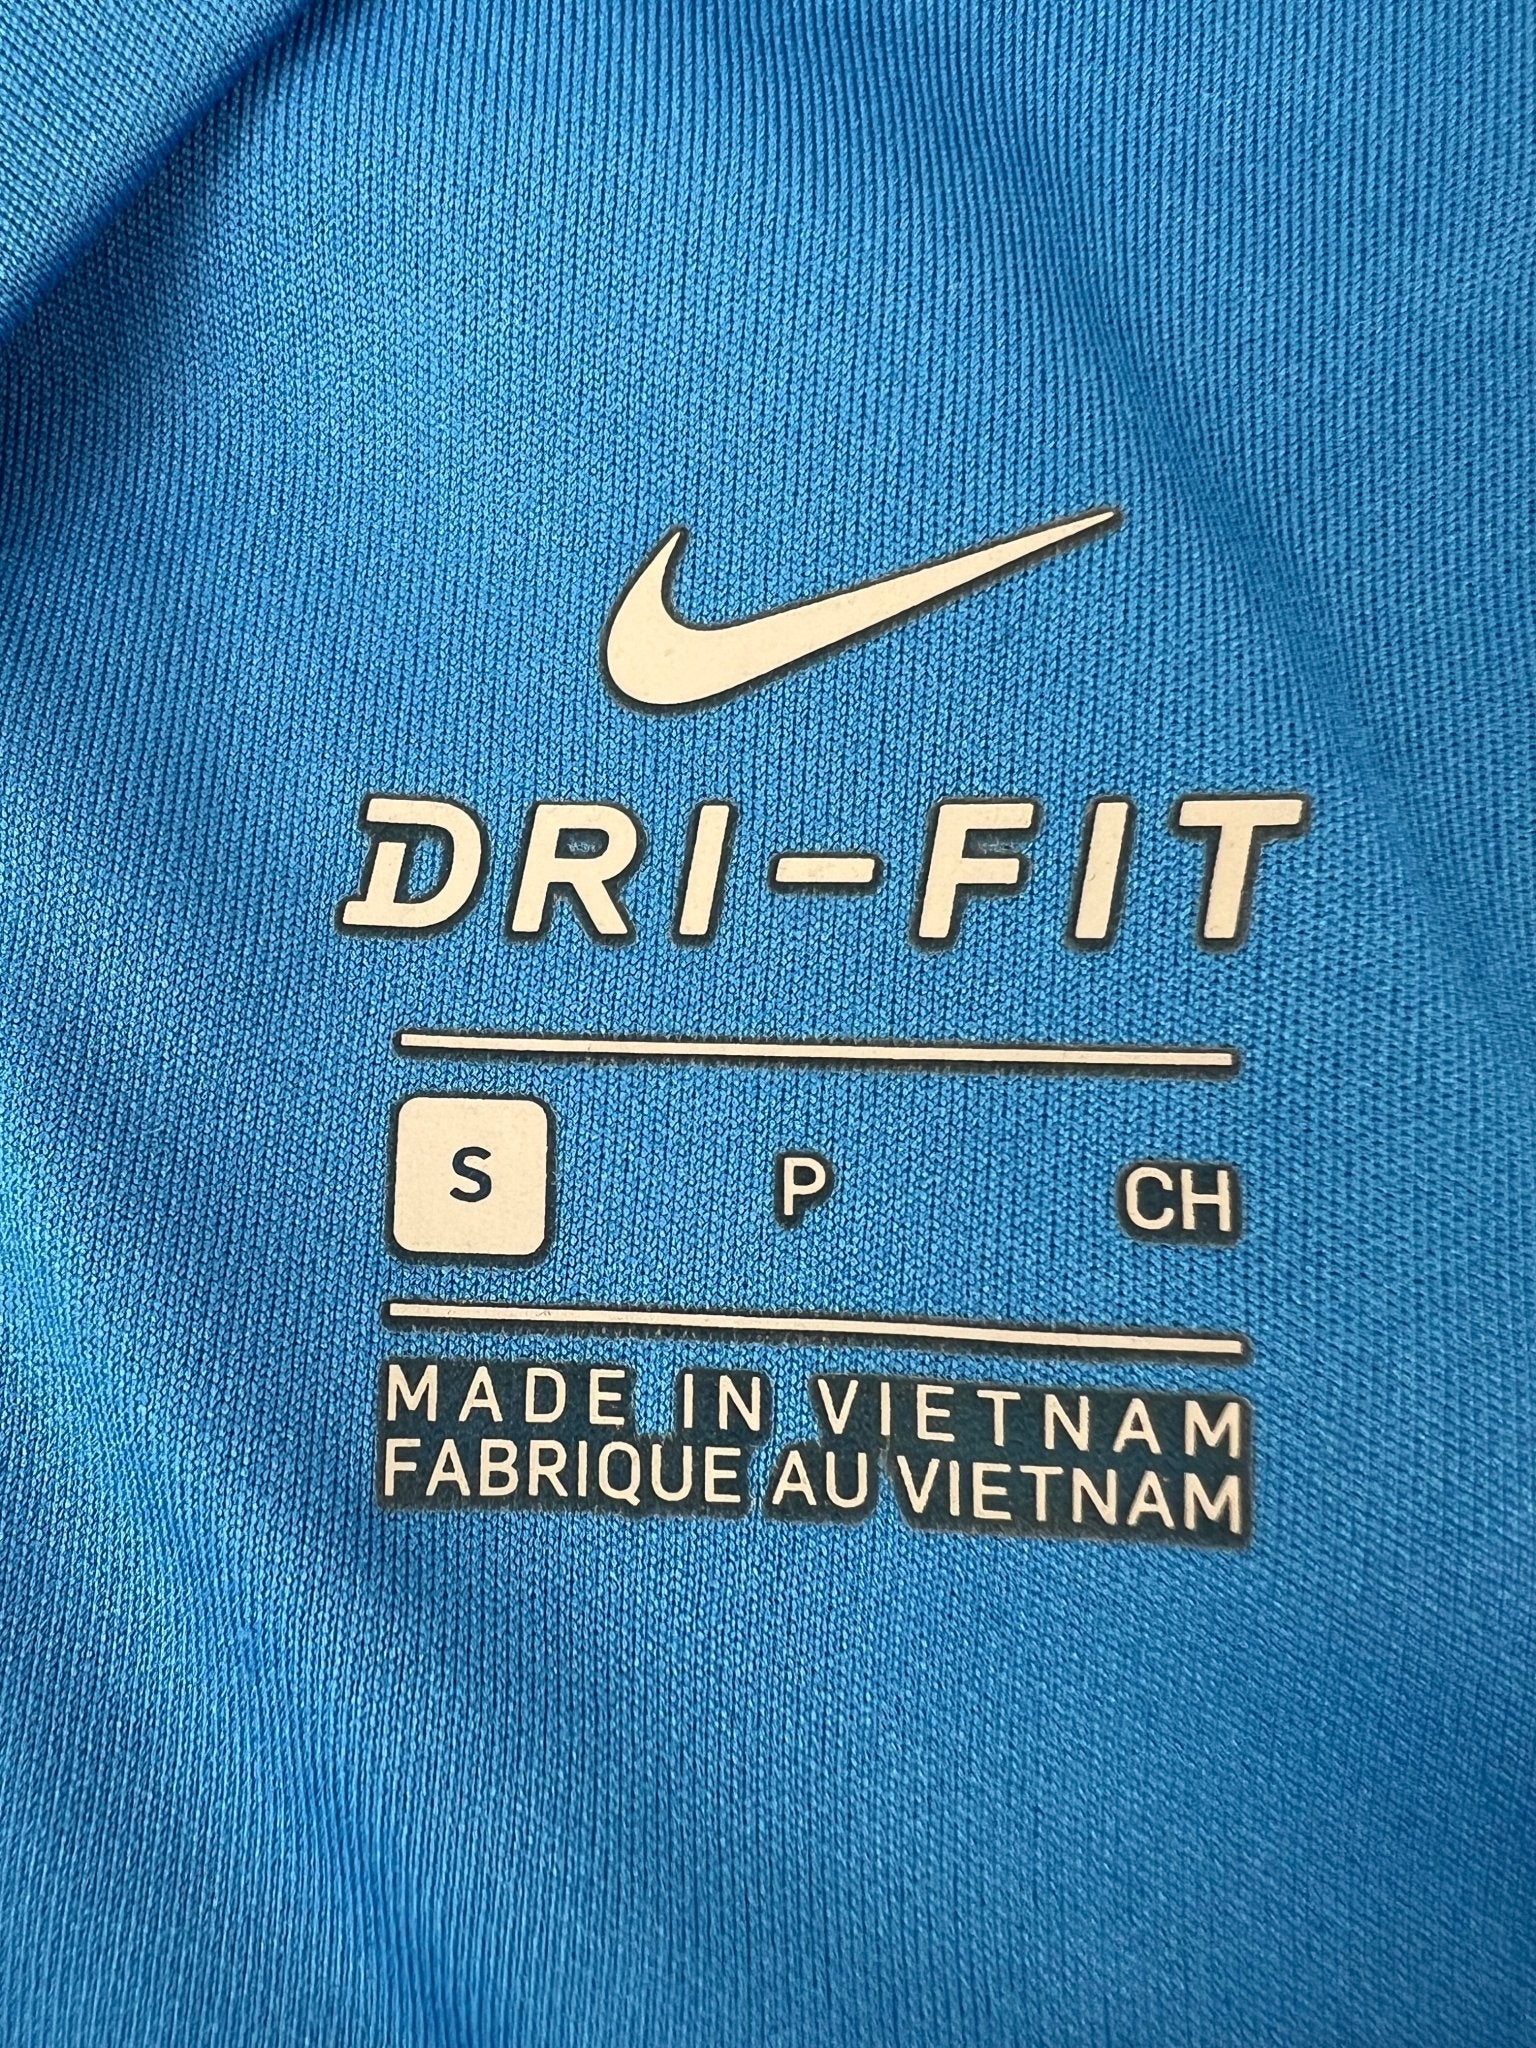 DRI-FIT
S P CH
MADE IN VIETNAM
FABRIQUE AU VIETNAM